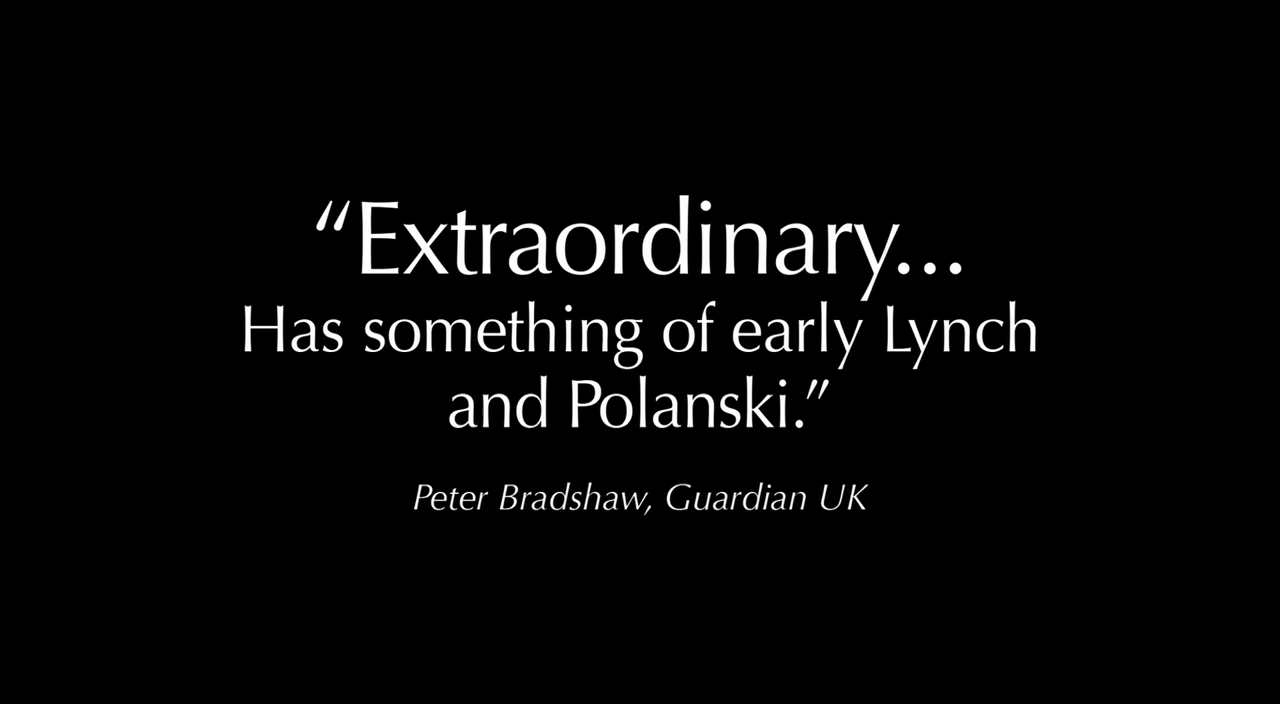 “Extraordinary...
Has something of early Lynch
and Polanski.”
Peter Bradshaw, Guardian UK